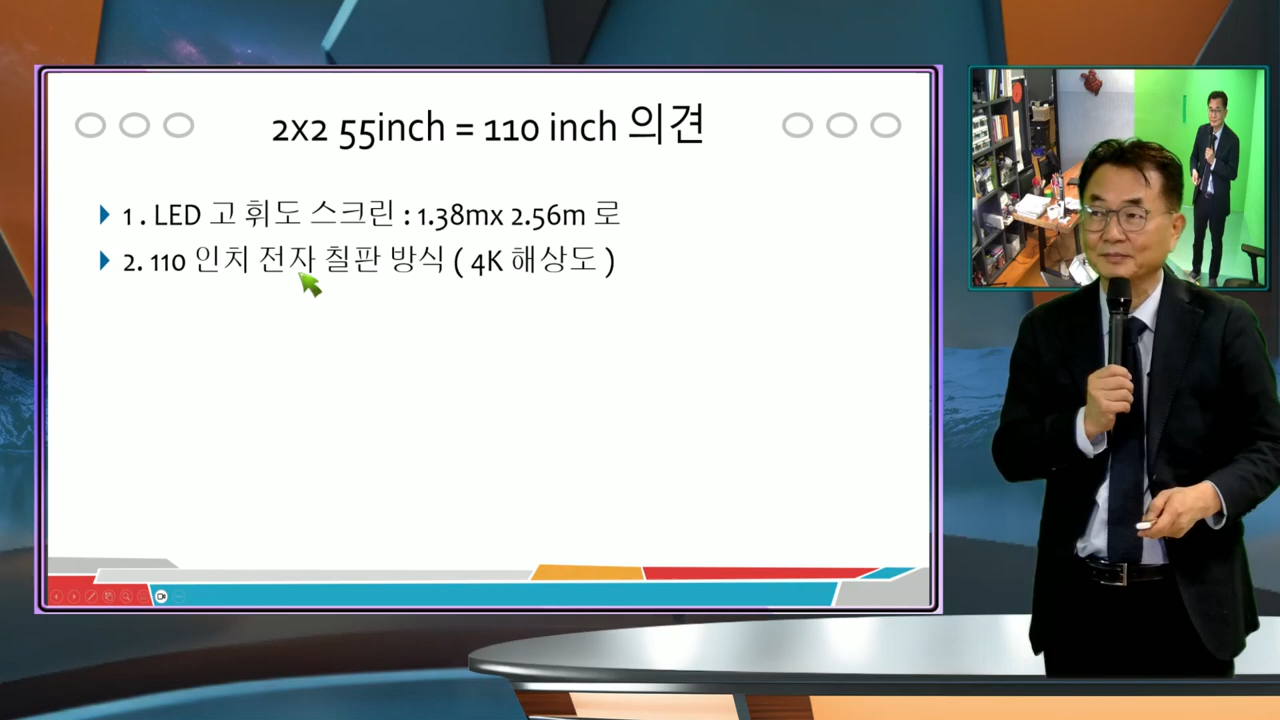 2x2 55inch = 110 inch 의견
1 . LED 고 휘도 스크린 : 1.38mx 2.56m 로
2. 110 인치 전자 칠판 방식 ( 4K 해상도 )